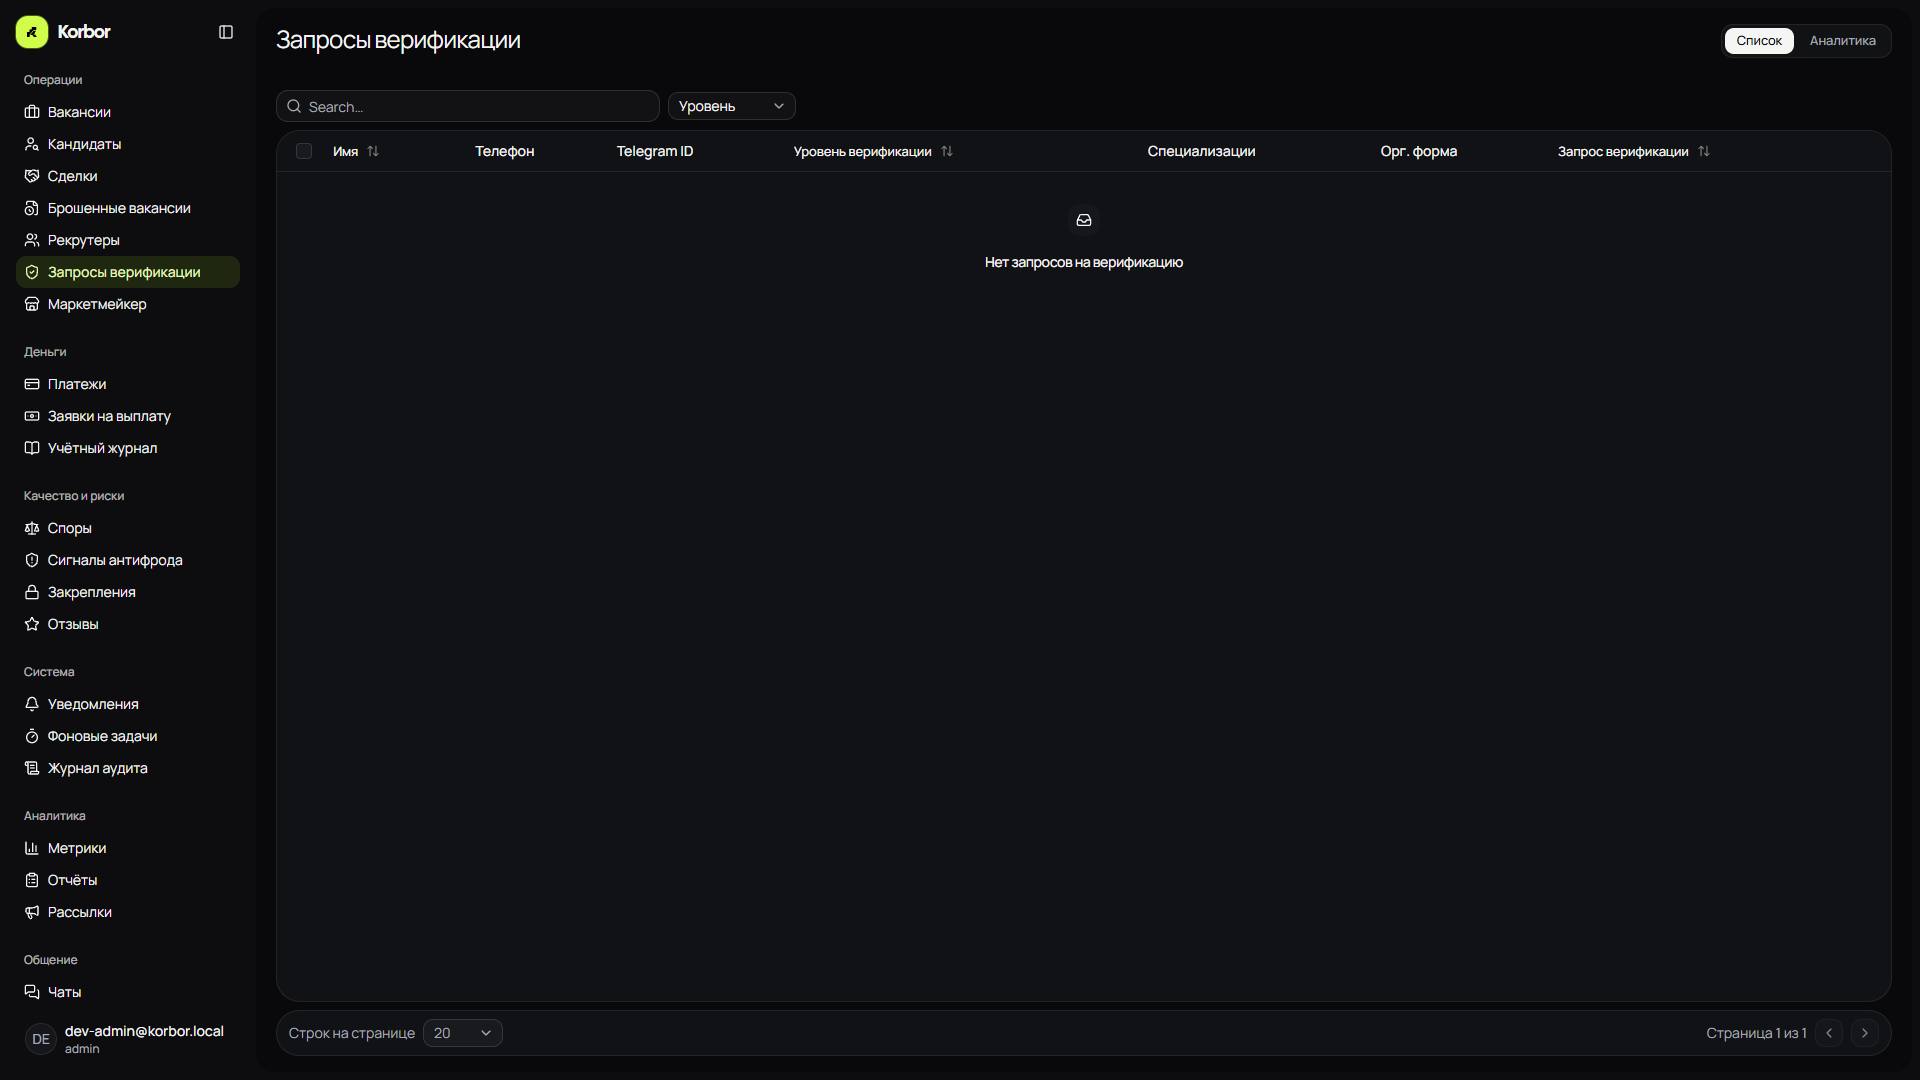 Korbor
Операции
Вакансии
Кандидаты
Сделки
Брошенные вакансии
Рекрутеры
Запросы верификации
Маркетмейкер
Деньги
Платежи
Заявки на выплату
Учётный журнал
Качество и риски
Споры
Сигналы антифрода
Закрепления
Отзывы
Система
Уведомления
Фоновые задачи
Журнал аудита
Аналитика
Метрики
Отчёты
Рассылки
Общение
Чаты
DE
dev-admin@korbor.local
admin
Запросы верификации
Список Аналитика
Search...
Уровень
Имя Телефон Telegram ID Уровень верификации Специализации Орг. форма Запрос верификации
Нет запросов на верификацию
Строк на странице 20
Страница 1 из 1